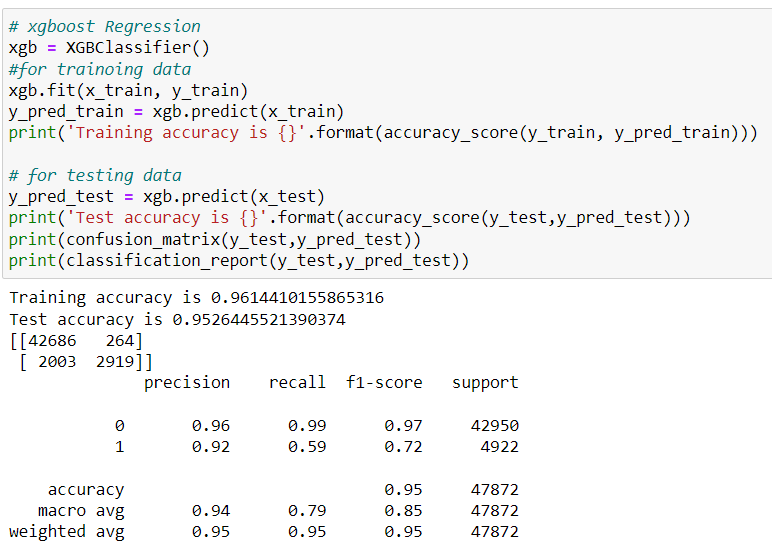 # xgboost Regression
xgb = XGBClassifier()
#for trainoing data
xgb.fit(x_train, y_train)
y_pred_train = xgb.predict(x_train)
print('Training accuracy is {}'.format(accuracy_score(y_train, y_pred_train)))

# for testing data
y_pred_test = xgb.predict(x_test)
print('Test accuracy is {}'.format(accuracy_score(y_test,y_pred_test)))
print(confusion_matrix(y_test,y_pred_test))
print(classification_report(y_test,y_pred_test))

Training accuracy is 0.9614410155865316
Test accuracy is 0.9526445521390374
[[42686   264]
 [ 2003  2919]]
              precision    recall  f1-score   support

           0       0.96      0.99      0.97     42950
           1       0.92      0.59      0.72      4922

    accuracy                           0.95     47872
   macro avg       0.94      0.79      0.85     47872
weighted avg       0.95      0.95      0.95     47872